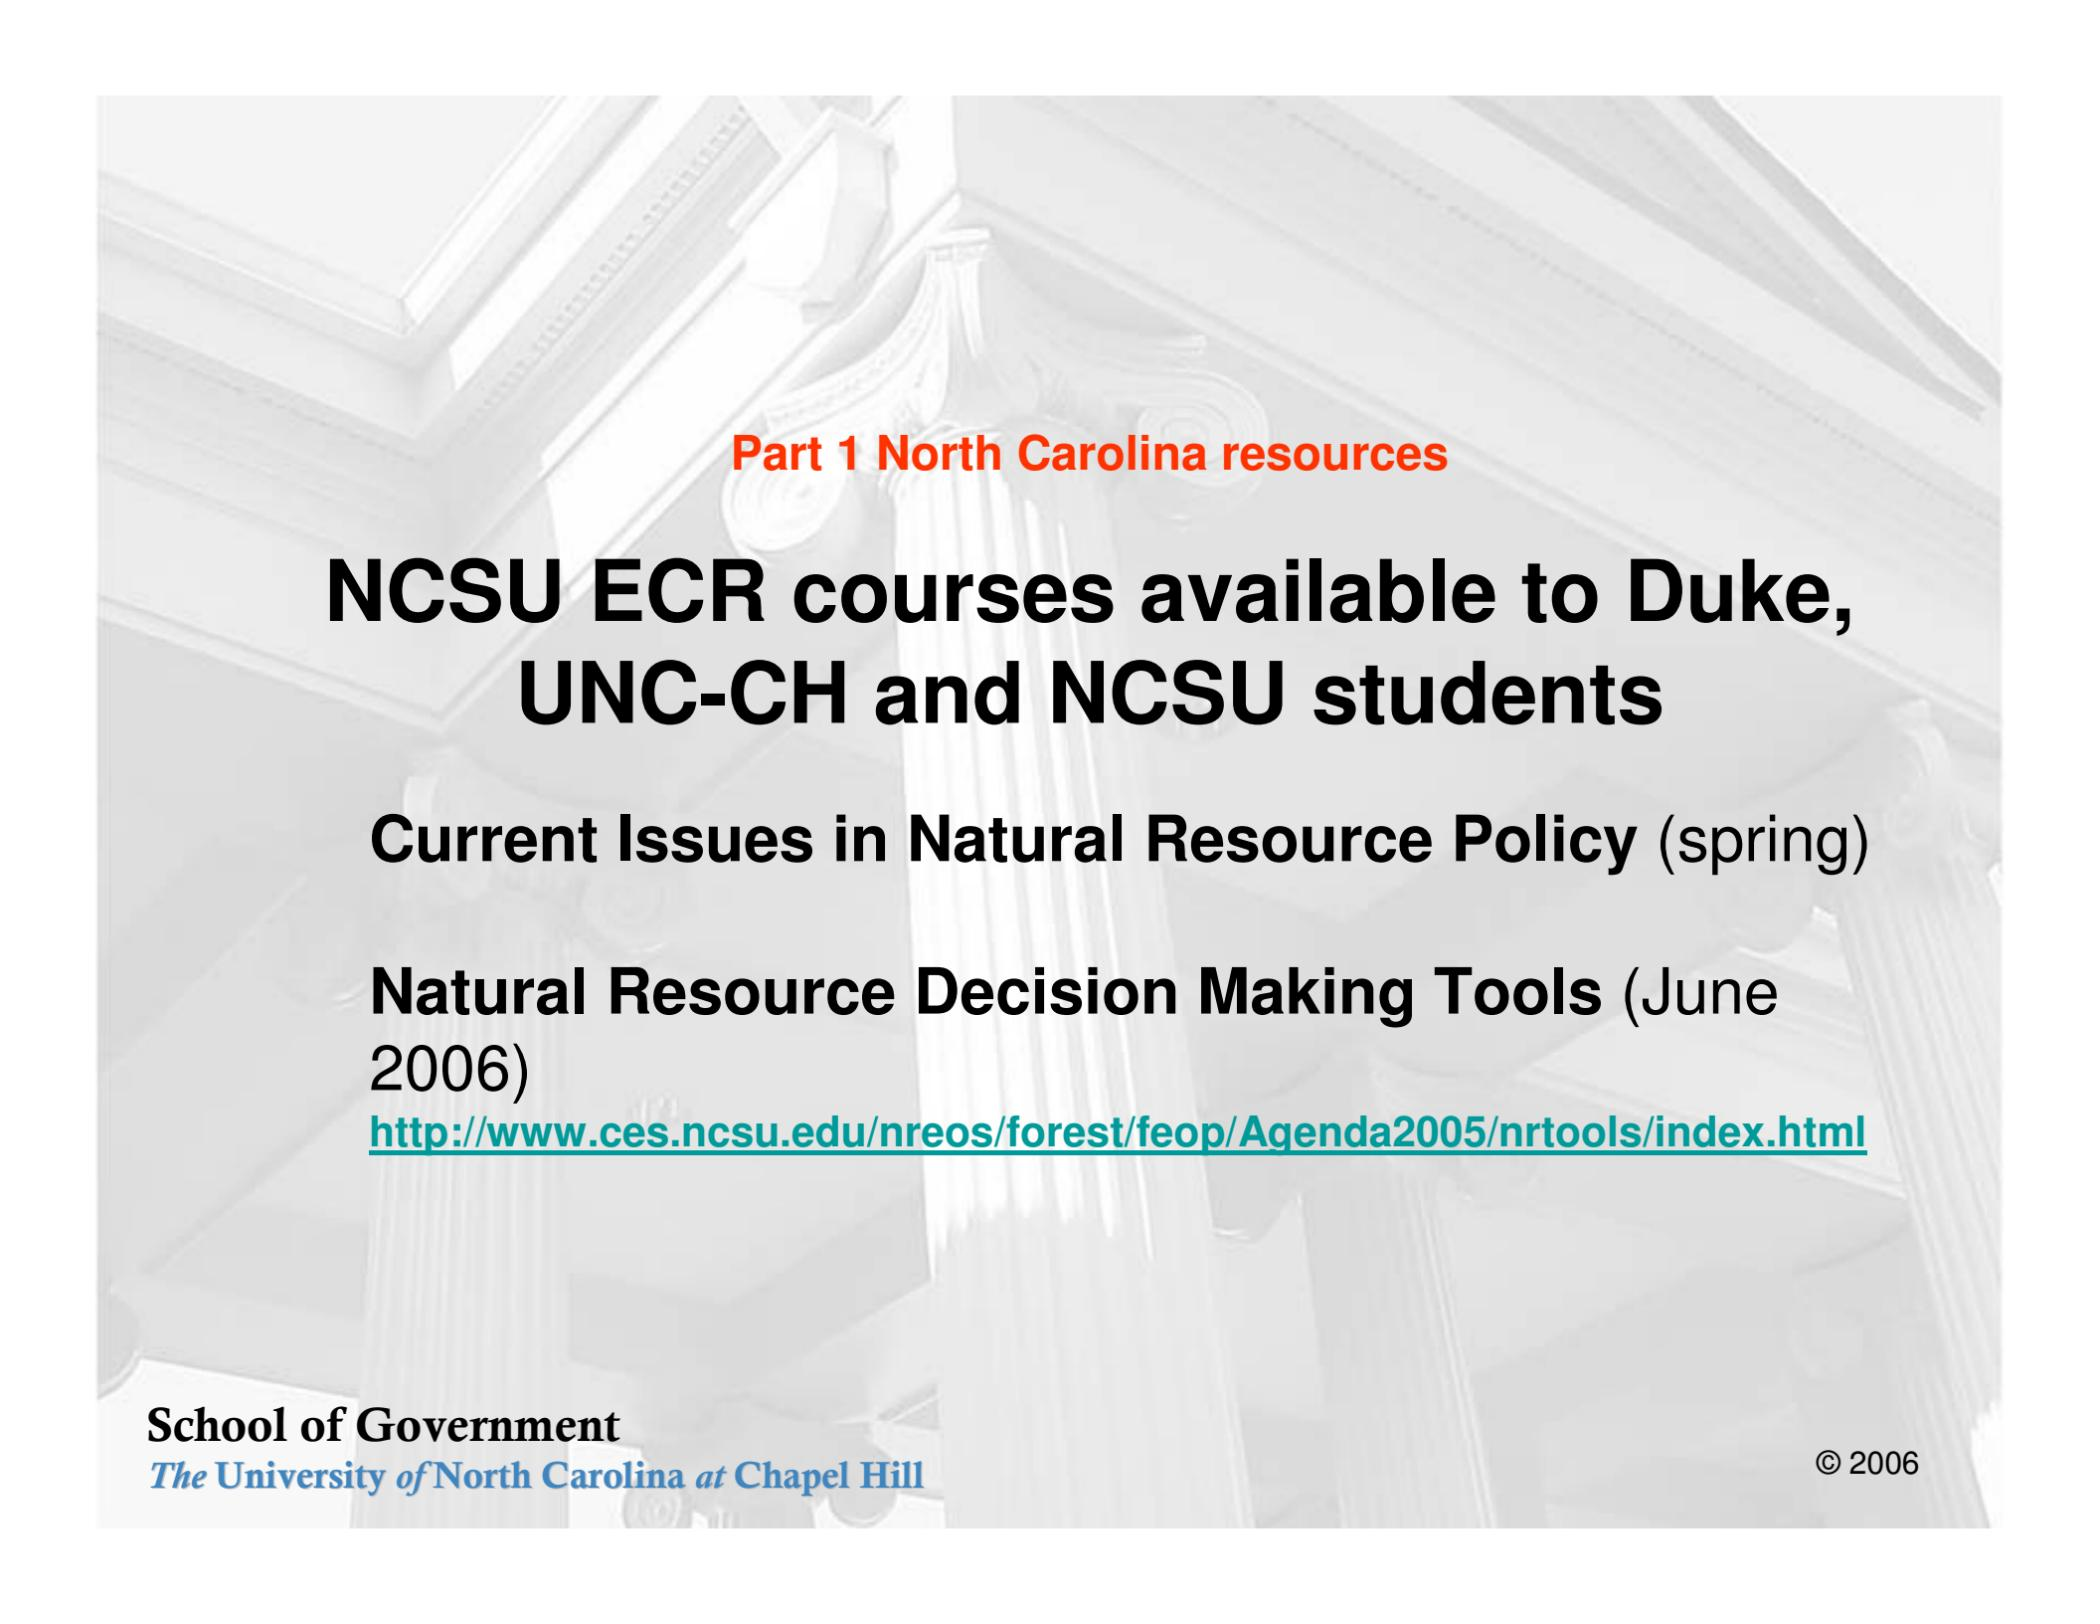 Part 1 North Carolina resources
NCSU ECR courses available to Duke,
UNC-CH and NCSU students
Current Issues in Natural Resource Policy (spring)
Natural Resource Decision Making Tools (June
2006)
http://www.ces.ncsu.edu/nreos/forest/feop/Agenda2005/nrtools/index.html
School of Government
The University of North Carolina at Chapel Hill
© 2006